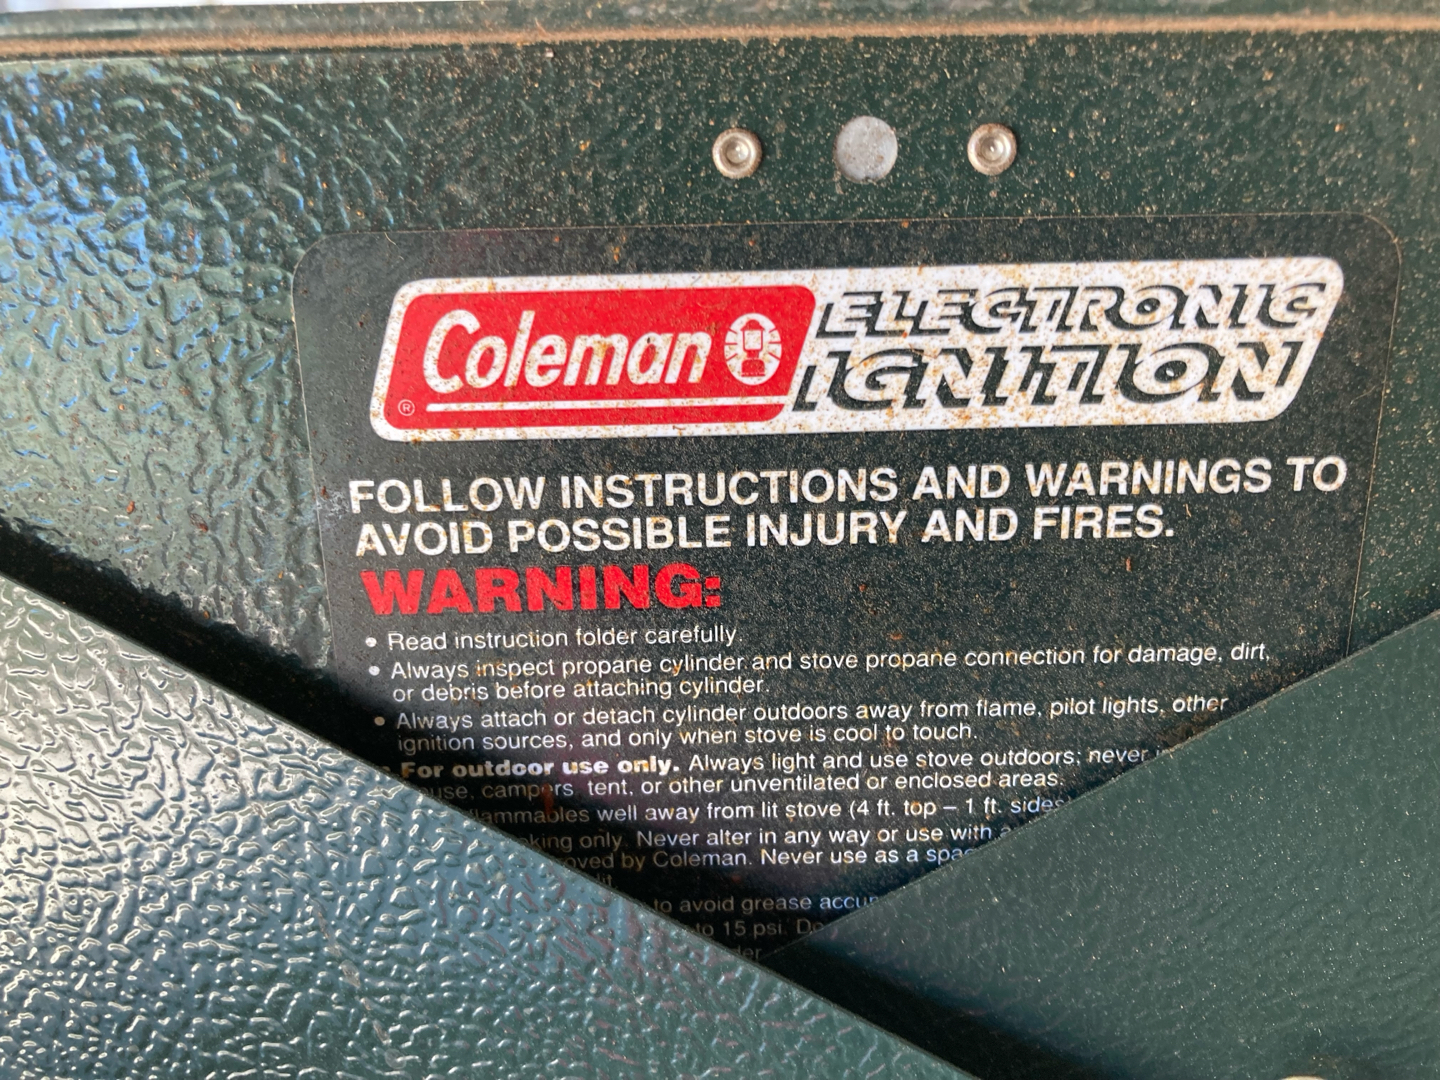 Coleman ®
ELECTRONIC
IGNITION
FOLLOW INSTRUCTIONS AND WARNINGS TO
AVOID POSSIBLE INJURY AND FIRES.
WARNING:
• Read instruction folder carefully.
• Always inspect propane cylinder and stove propane connection for damage, dirt,
or debris before attaching cylinder.
• Always attach or detach cylinder outdoors away from flame, pilot lights, other
ignition sources, and only when stove is cool to touch.
• For outdoor use only. Always light and use stove outdoors; never
campers tent, or other unventilated or enclosed areas.
well away from lit stove (4 ft. top – 1 ft. sides
only. Never alter in any way or use with
by Coleman. Never use as a
to avoid grease
to 15 psi. Do